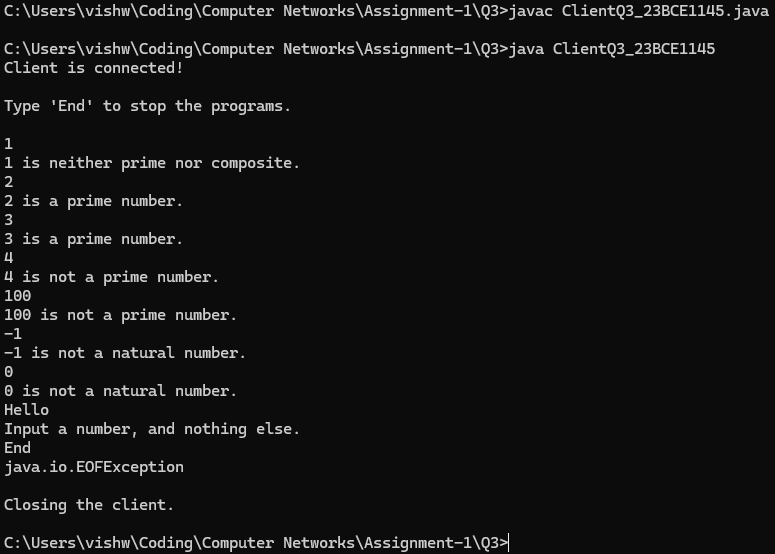 C:\Users\vishw\Coding\Computer Networks\Assignment-1\Q3>javac ClientQ3_23BCE1145.java
C:\Users\vishw\Coding\Computer Networks\Assignment-1\Q3>java ClientQ3_23BCE1145
Client is connected!
Type 'End' to stop the programs.
1
1 is neither prime nor composite.
2
2 is a prime number.
3
3 is a prime number.
4
4 is not a prime number.
100
100 is not a prime number.
-1
-1 is not a natural number.
0
0 is not a natural number.
Hello
Input a number, and nothing else.
End
java.io.EOFException
Closing the client.
C:\Users\vishw\Coding\Computer Networks\Assignment-1\Q3>